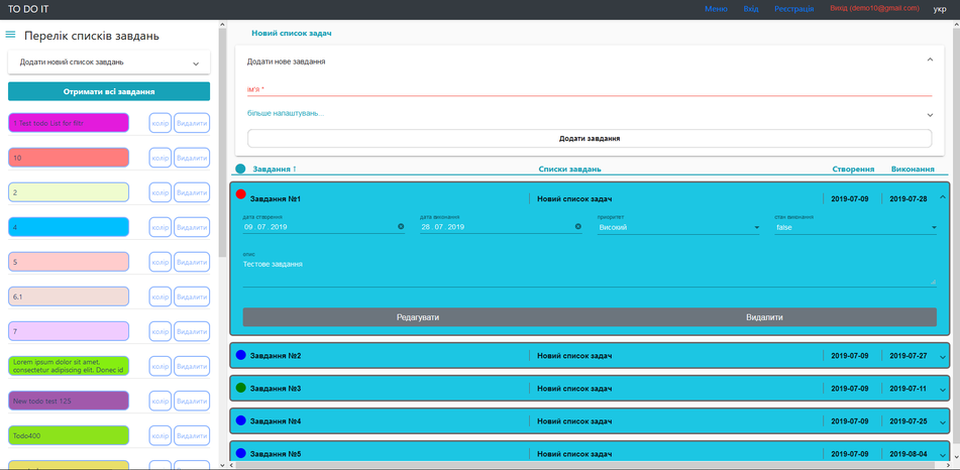 TO DO IT
Меню Вхід Реєстрація Вихід (demo10@gmail.com) укр
Перелік списків завдань
Додати новий список завдань
Отримати всі завдання
1 Test todo List for filtr колір Видалити
10 колір Видалити
2 колір Видалити
4 колір Видалити
5 колір Видалити
6.1 колір Видалити
7 колір Видалити
Lorem ipsum dolor sit amet,
consectetur adipiscing elit. Donec id колір Видалити
New todo test 125 колір Видалити
Todo400 колір Видалити
Новий список задач
Додати нове завдання
ім'я *
більше налаштувань...
Додати завдання
Завдання ↑ Списки завдань Створення Виконання
Завдання №1 Новий список задач 2019-07-09 2019-07-28
дата створення дата виконання пріоритет стан виконання
09 . 07 . 2019 28 . 07 . 2019 Високий false
опис
Тестове завдання
Редагувати Видалити
Завдання №2 Новий список задач 2019-07-09 2019-07-27
Завдання №3 Новий список задач 2019-07-09 2019-07-11
Завдання №4 Новий список задач 2019-07-09 2019-07-25
Завдання №5 Новий список задач 2019-07-09 2019-08-04